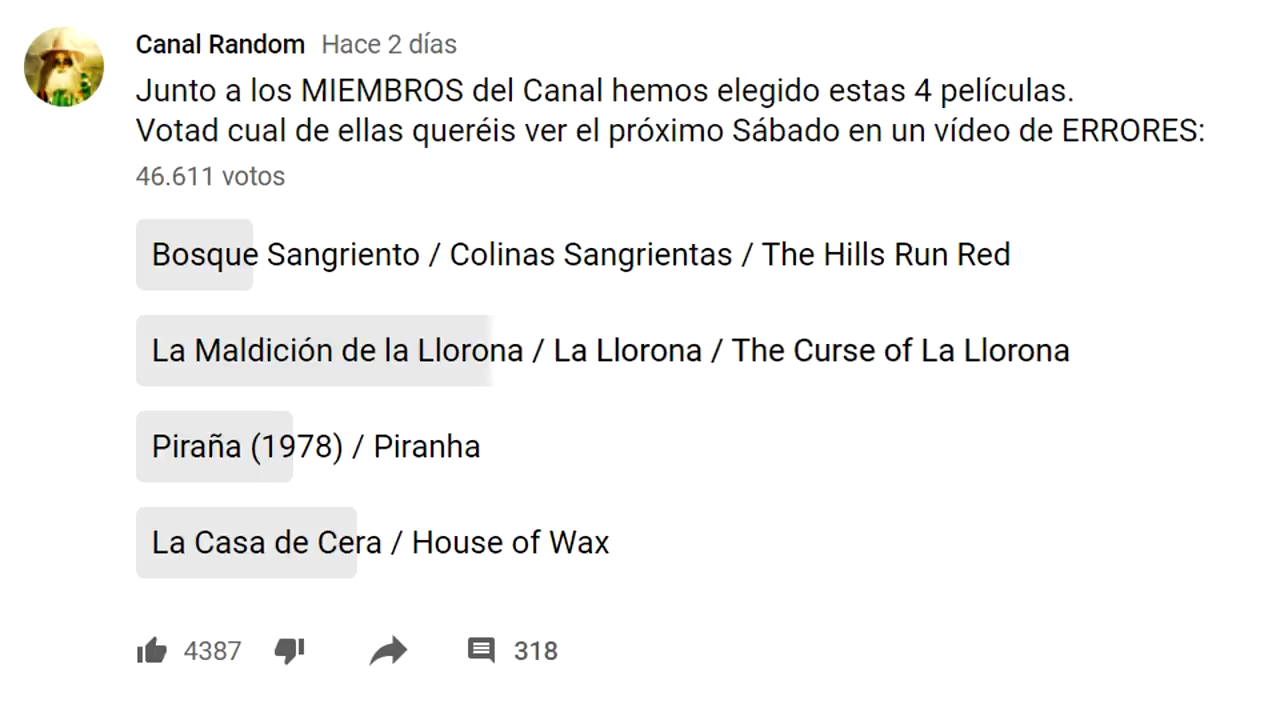 Canal Random Hace 2 días
Junto a los MIEMBROS del Canal hemos elegido estas 4 películas.
Votad cual de ellas queréis ver el próximo Sábado en un vídeo de ERRORES:
46.611 votos
Bosque Sangriento / Colinas Sangrientas / The Hills Run Red
La Maldición de la Llorona / La Llorona / The Curse of La Llorona
Piraña (1978) / Piranha
La Casa de Cera / House of Wax
4387 318